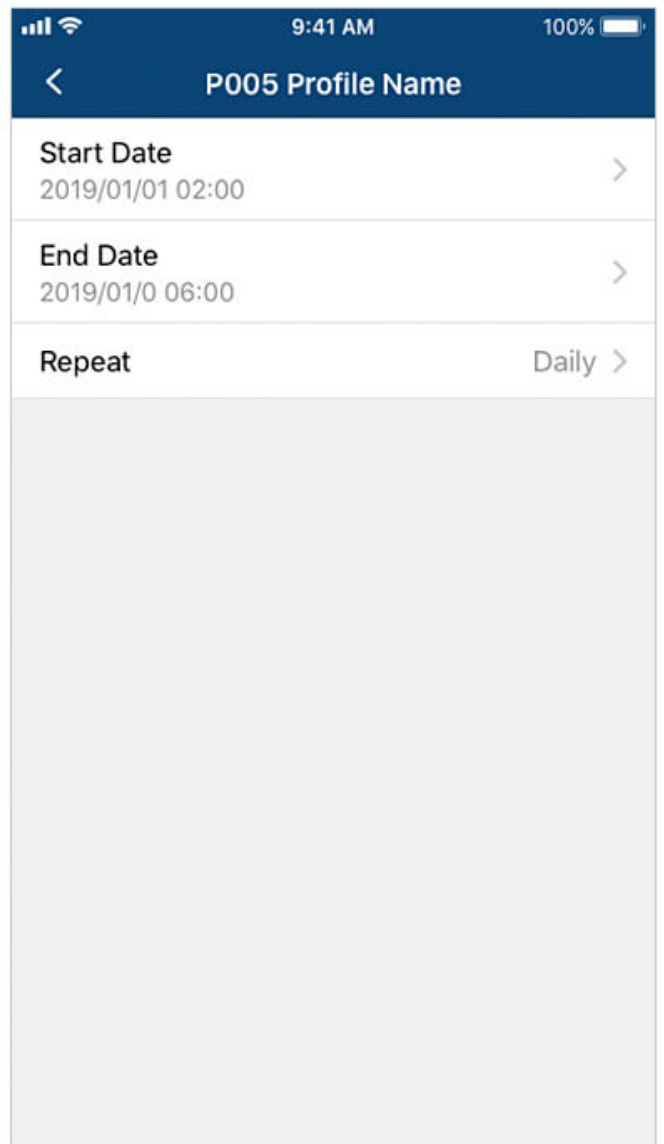 9:41 AM 100%
P005 Profile Name
Start Date
2019/01/01 02:00
End Date
2019/01/0 06:00
Repeat Daily